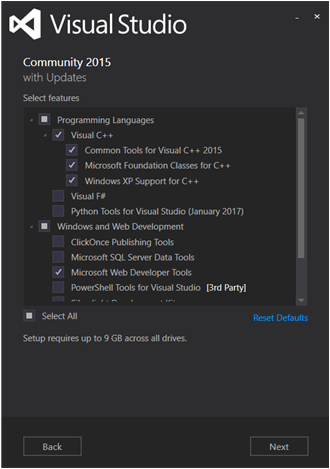 Visual Studio
Community 2015
with Updates
Select features
Programming Languages
Visual C++
Common Tools for Visual C++ 2015
Microsoft Foundation Classes for C++
Windows XP Support for C++
Visual F#
Python Tools for Visual Studio (January 2017)
Windows and Web Development
ClickOnce Publishing Tools
Microsoft SQL Server Data Tools
Microsoft Web Developer Tools
PowerShell Tools for Visual Studio [3rd Party]
Select All
Reset Defaults
Setup requires up to 9 GB across all drives.
Back
Next